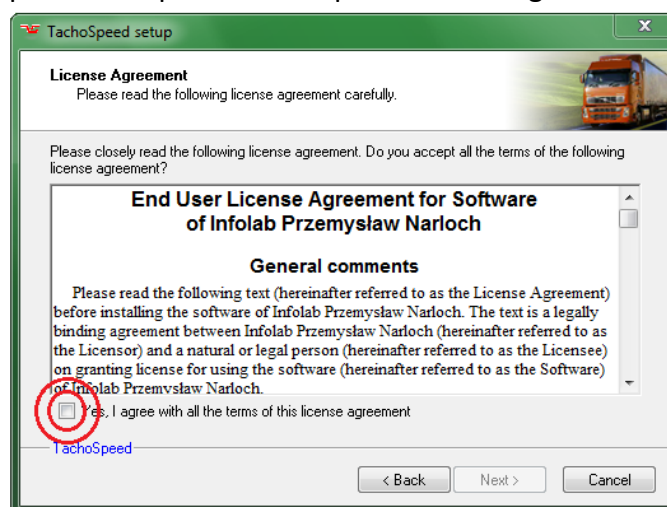 TachoSpeed setup
License Agreement
Please read the following license agreement carefully.
Please closely read the following license agreement. Do you accept all the terms of the following
license agreement?
End User License Agreement for Software
of Infolab Przemysław Narloch
General comments
Please read the following text (hereinafter referred to as the License Agreement)
before installing the software of Infolab Przemysław Narloch. The text is a legally
binding agreement between Infolab Przemysław Narloch (hereinafter referred to as
the Licensor) and a natural or legal person (hereinafter referred to as the Licensee)
on granting license for using the software (hereinafter referred to as the Software)
of Infolab Przemysław Narloch.
Yes, I agree with all the terms of this license agreement
TachoSpeed
< Back
Next >
Cancel